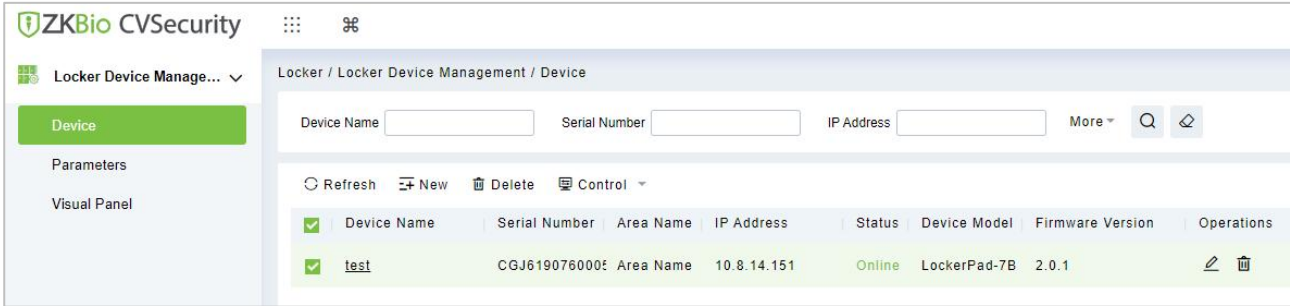 ZKBio CVSecurity
Locker Device Manage...
Device
Parameters
Visual Panel
Locker / Locker Device Management / Device
Device Name
Serial Number
IP Address
More
Refresh
New
Delete
Control
Device Name Serial Number Area Name IP Address Status Device Model Firmware Version Operations
test CGJ619076000 Area Name 10.8.14.151 Online LockerPad-7B 2.0.1